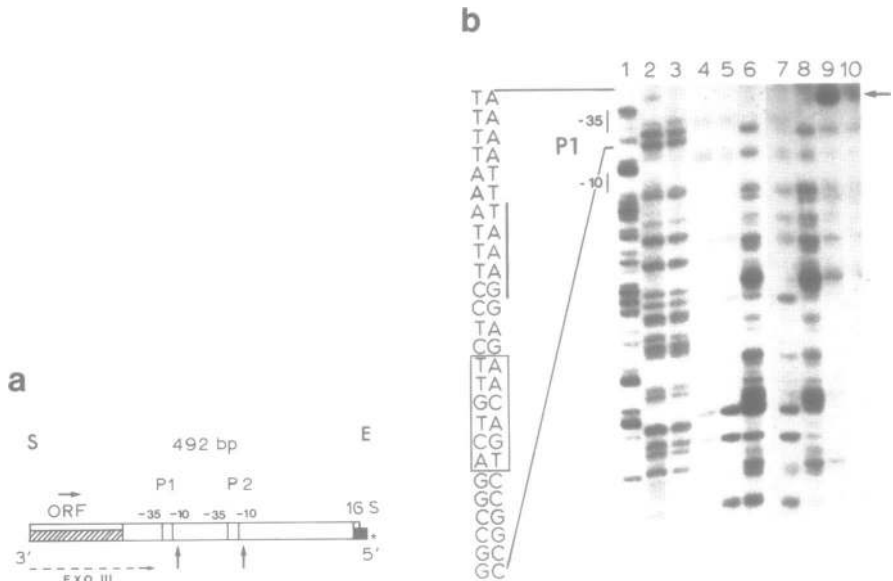 b
1 2 3 4 5 6 7 8 9 10
TA
TA
TA
TA
AT
AT
AT
TA
TA
TA
CG
CG
TA
CG
TA
TA
GC
TA
CG
AT
GC
GC
CG
CG
GC
GC
-35
P1
-10
a
S
492 bp
E
P1 P2
ORF -35 -10 -35 -10 16 S
3' 5'
EXO III